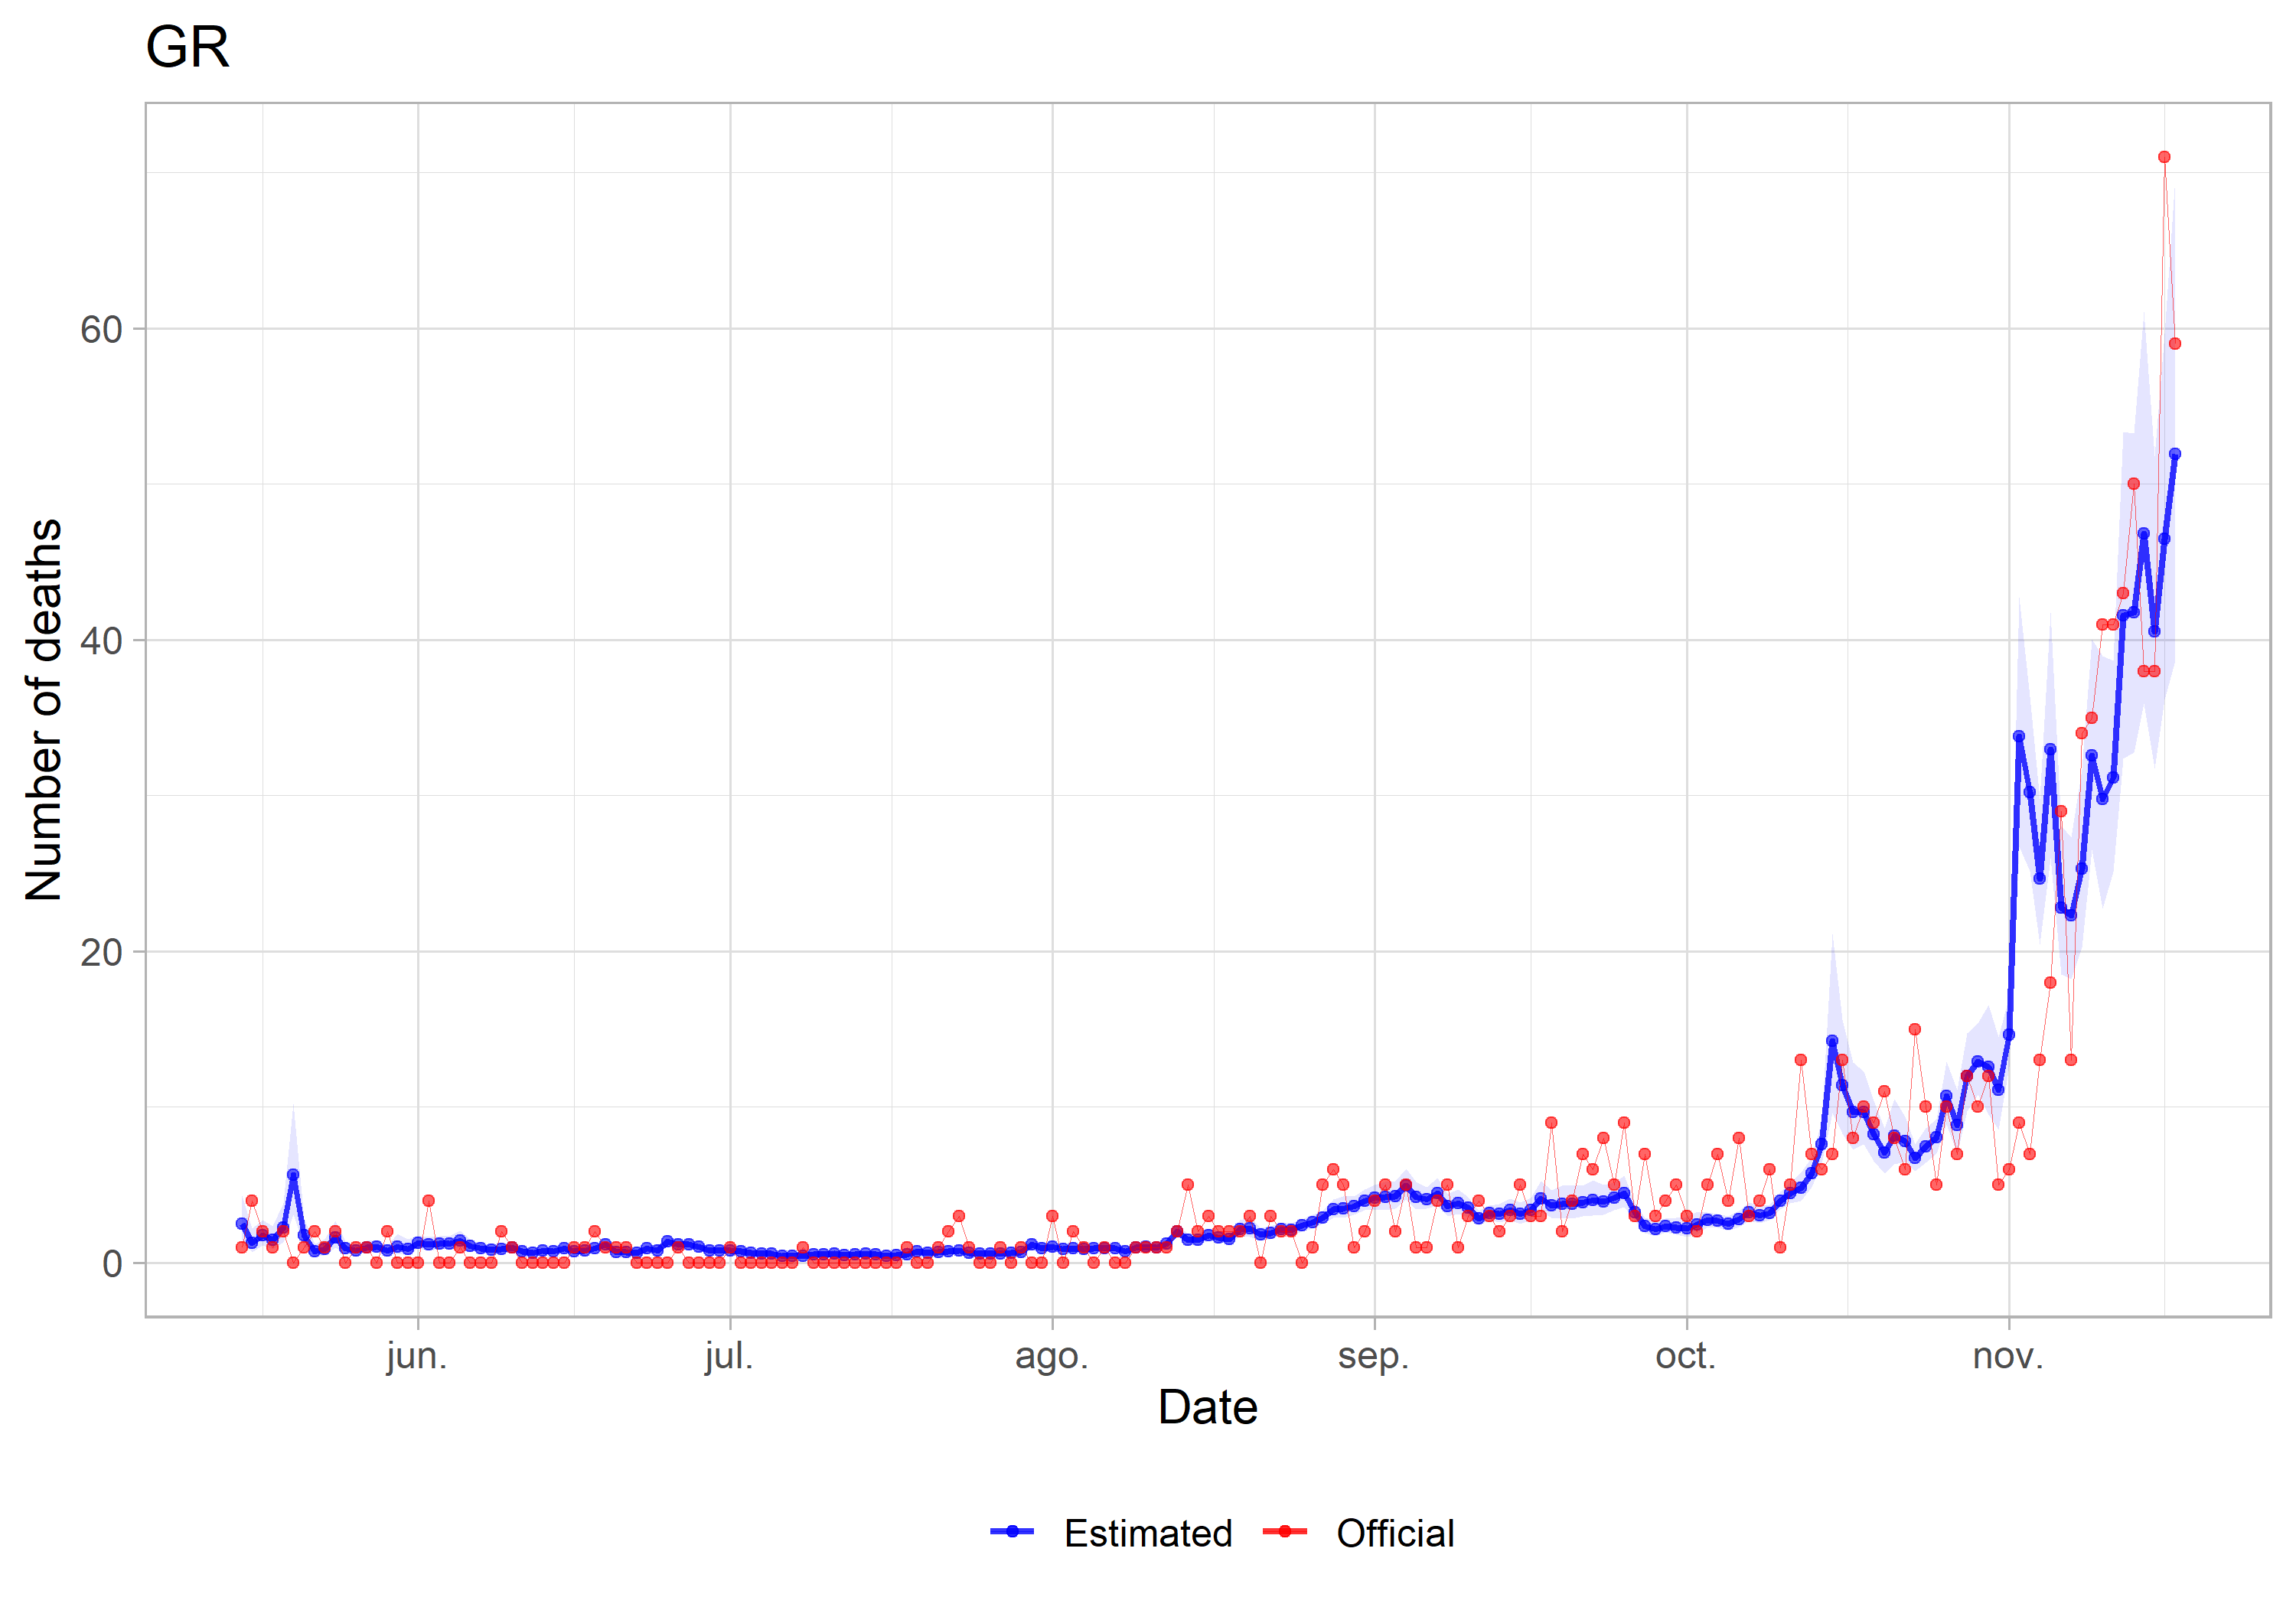 GR
Number of deaths
60
40
20
0
jun. jul. ago. sep. oct. nov.
Date
Estimated Official